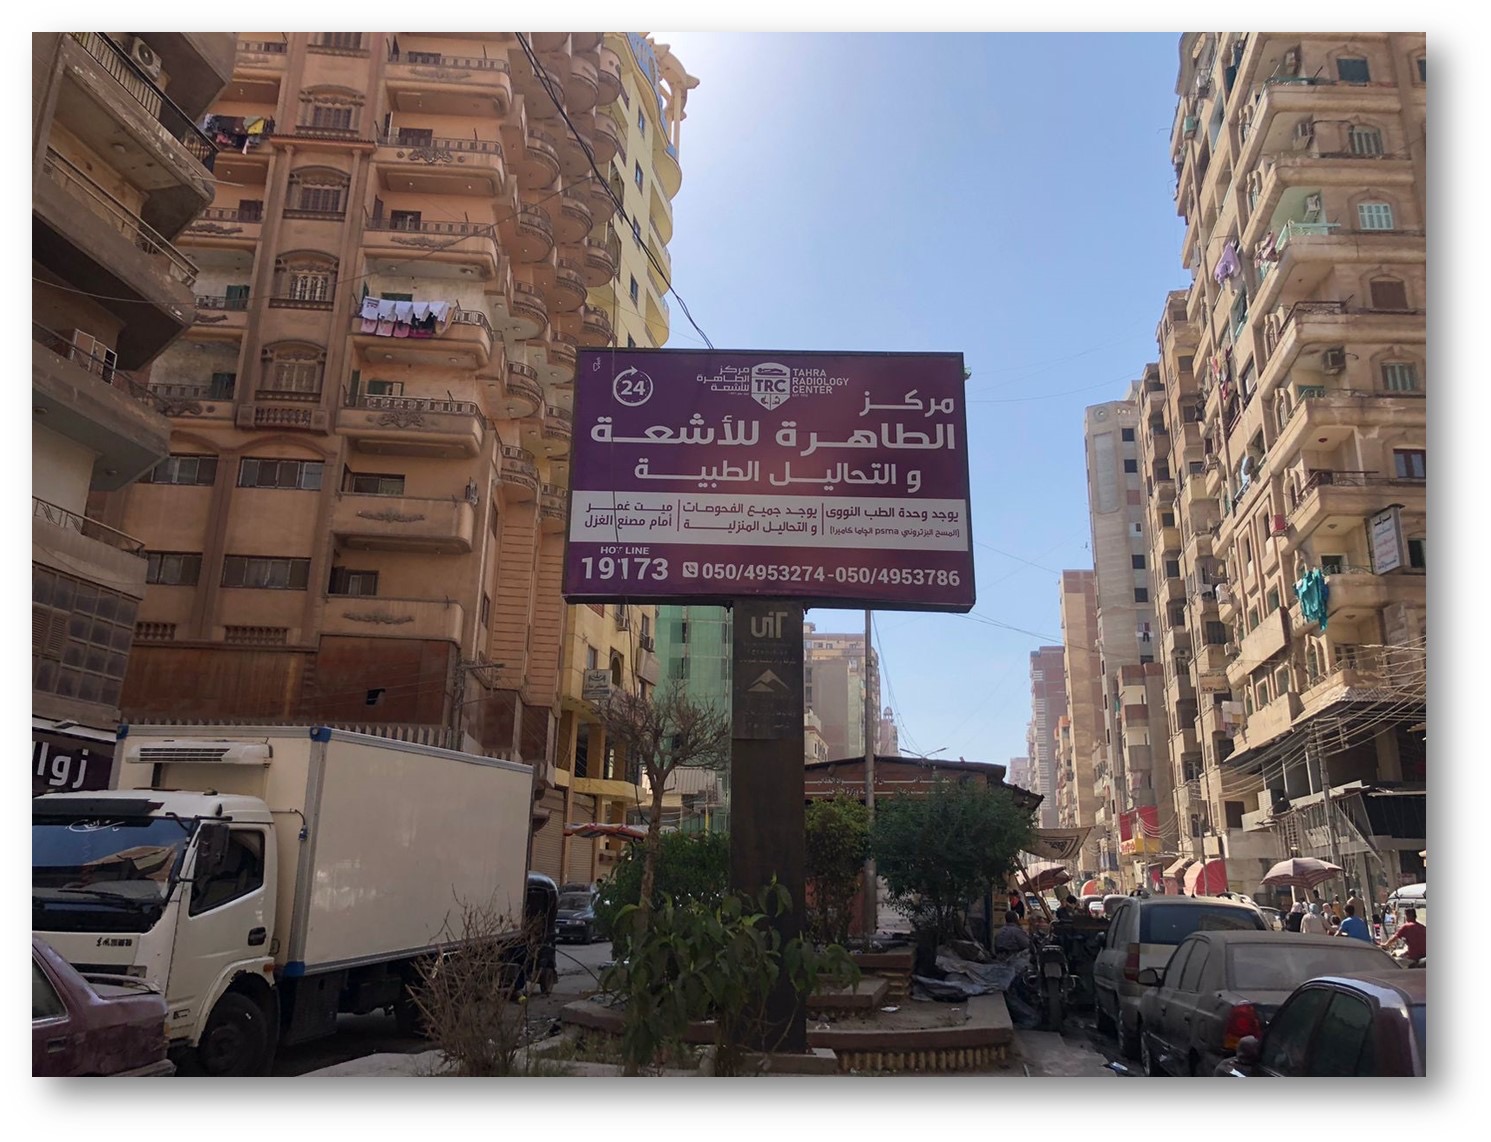 24
مركز
الطاهرة
للأشعة
TRC
TAHRA
RADIOLOGY
CENTER
مركز
الطاهرة للأشعة
و التحاليل الطبية
يوجد وحدة الطب النووى
(المسح البزتروني psma الجاما كاميرا)
يوجد جميع الفحوصات
و التحاليل المنزلية
ميت غمر
أمام مصنع الغزل
HOT LINE
19173
050/4953274-050/4953786
زوا